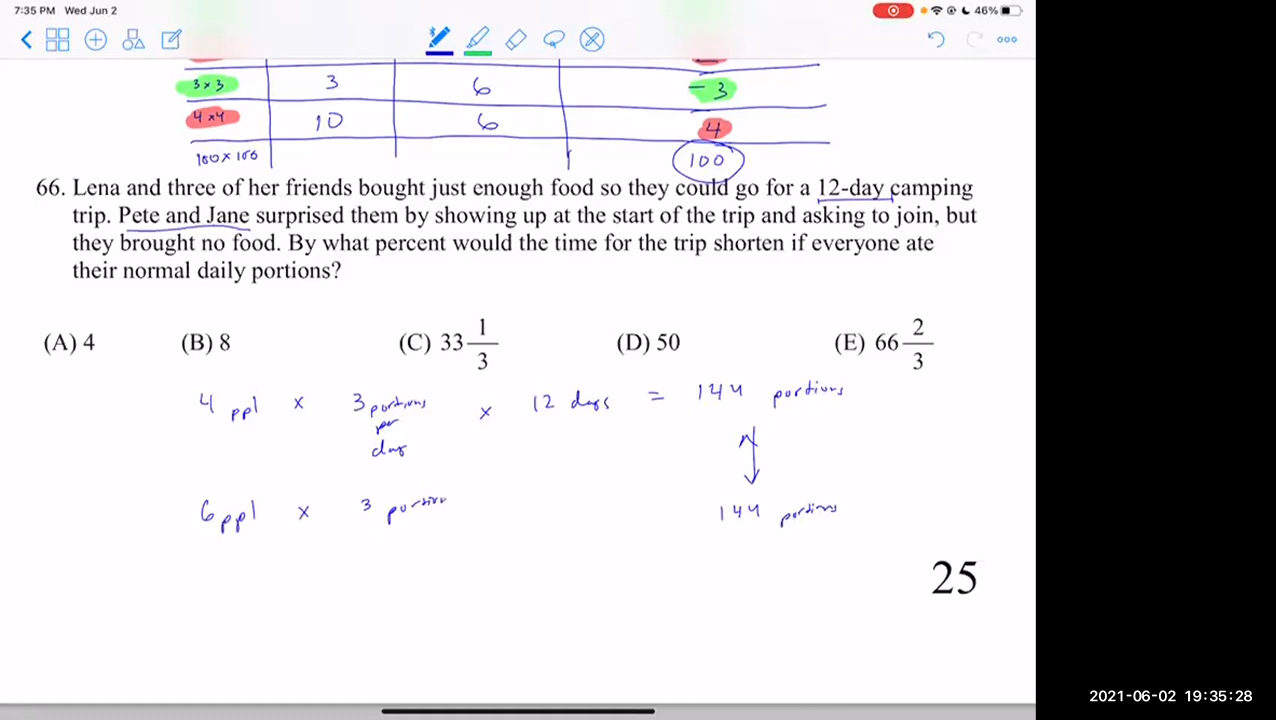 7:35 PM Wed Jun 2
46%
3 x 3 3 6 - 3
4 x 4 10 6 4
100 x 100 100
66. Lena and three of her friends bought just enough food so they could go for a 12-day camping
trip. Pete and Jane surprised them by showing up at the start of the trip and asking to join, but
they brought no food. By what percent would the time for the trip shorten if everyone ate
their normal daily portions?
(A) 4 (B) 8 (C) 33 1/3 (D) 50 (E) 66 2/3
4 ppl x 3 portions per day x 12 days = 144 portions
6 ppl x 3 portion 144 portions
25
2021-06-02 19:35:28